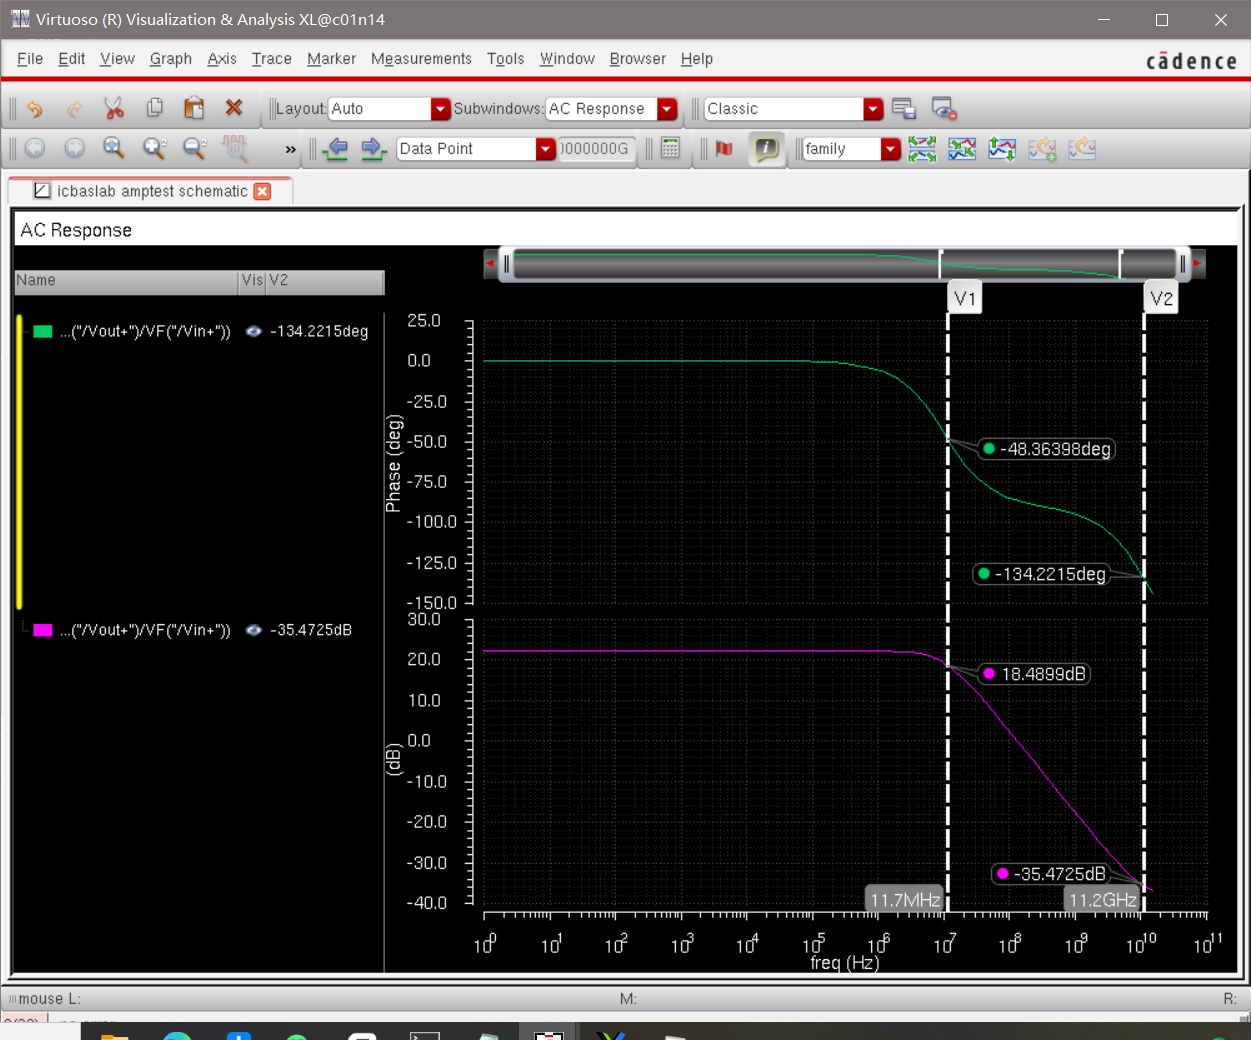 Virtuoso (R) Visualization & Analysis XL@c01n14
File Edit View Graph Axis Trace Marker Measurements Tools Window Browser Help
cādence
Layout: Auto Subwindows: AC Response Classic
» Data Point 000000G family
icbaslab amptest schematic
AC Response
Name Vis V2
...("/Vout+")/VF("/Vin+")) -134.2215deg
...("/Vout+")/VF("/Vin+")) -35.4725dB
V1 V2
25.0
0.0
-25.0
-50.0
-75.0
-100.0
-125.0
-150.0
Phase (deg)
-48.36398deg
-134.2215deg
30.0
20.0
10.0
0.0
-10.0
-20.0
-30.0
-40.0
(dB)
18.4899dB
-35.4725dB
11.7MHz 11.2GHz
10^0 10^1 10^2 10^3 10^4 10^5 10^6 10^7 10^8 10^9 10^10 10^11
freq (Hz)
mouse L: M: R: